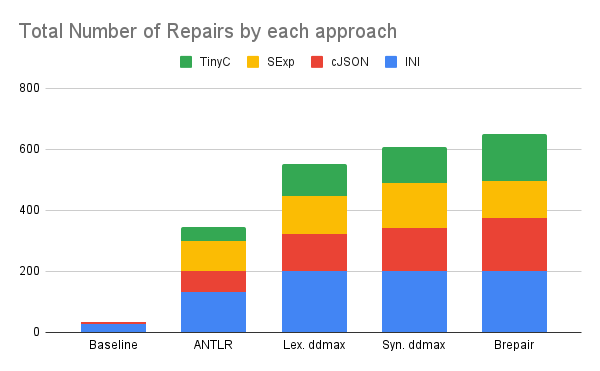 Total Number of Repairs by each approach
TinyC SExp cJSON INI
800
600
400
200
0
Baseline ANTLR Lex. ddmax Syn. ddmax Brepair